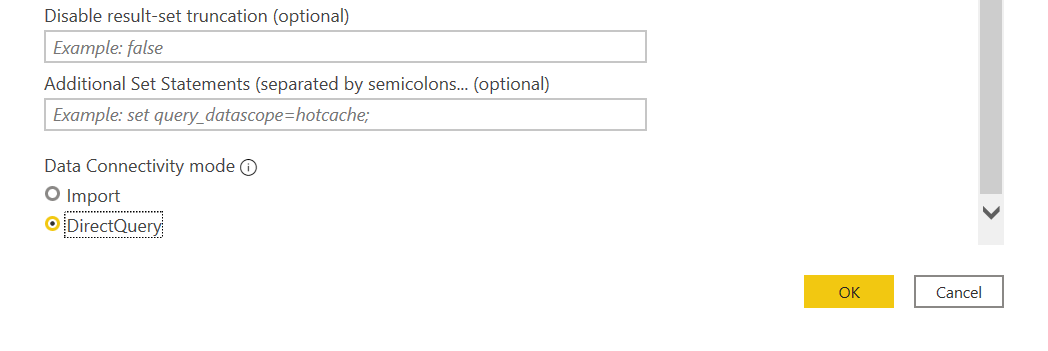 Disable result-set truncation (optional)
Example: false
Additional Set Statements (separated by semicolons... (optional)
Example: set query_datascope=hotcache;
Data Connectivity mode
Import
DirectQuery
OK Cancel